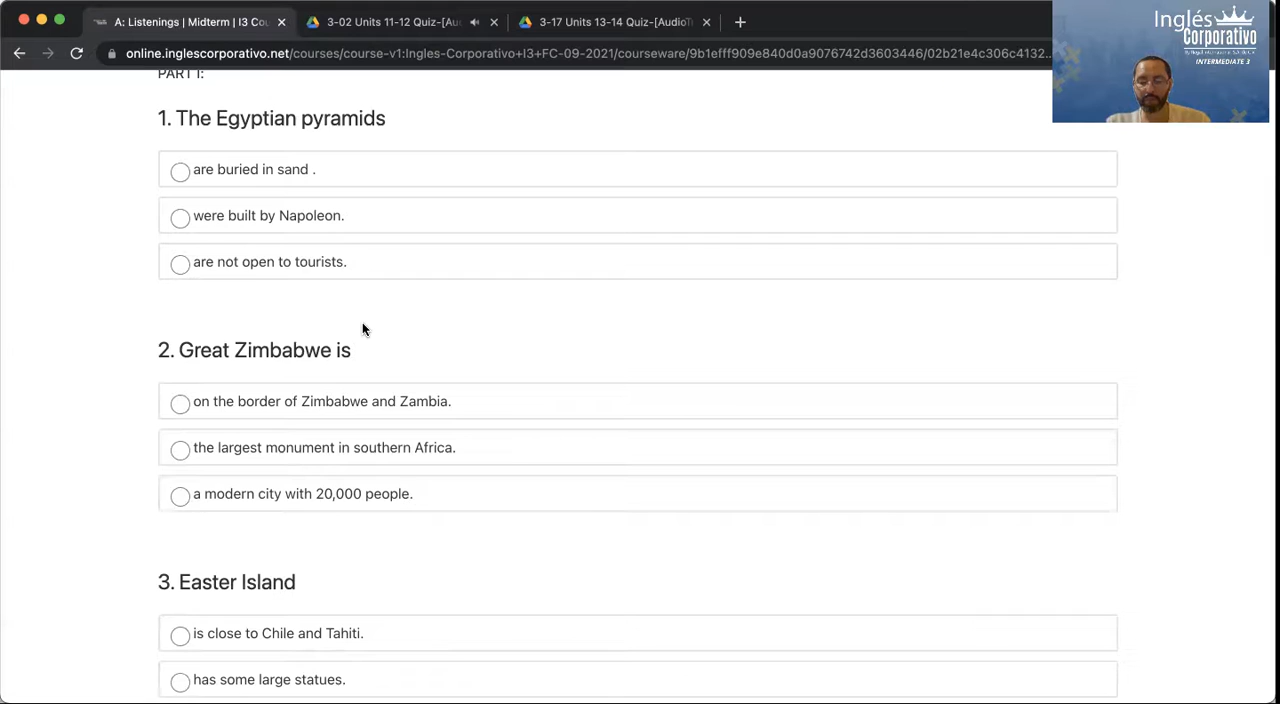 A: Listenings | Midterm | I3 Cou
3-02 Units 11-12 Quiz-[Au
3-17 Units 13-14 Quiz-[AudioT
online.inglescorporativo.net/courses/course-v1:Ingles-Corporativo+I3+FC-09-2021/courseware/9b1efff909e840d0a9076742d3603446/02b21e4c306c4132...
Inglés
Corporativo
INTERMEDIATE 3
PART 1:
1. The Egyptian pyramids
are buried in sand .
were built by Napoleon.
are not open to tourists.
2. Great Zimbabwe is
on the border of Zimbabwe and Zambia.
the largest monument in southern Africa.
a modern city with 20,000 people.
3. Easter Island
is close to Chile and Tahiti.
has some large statues.